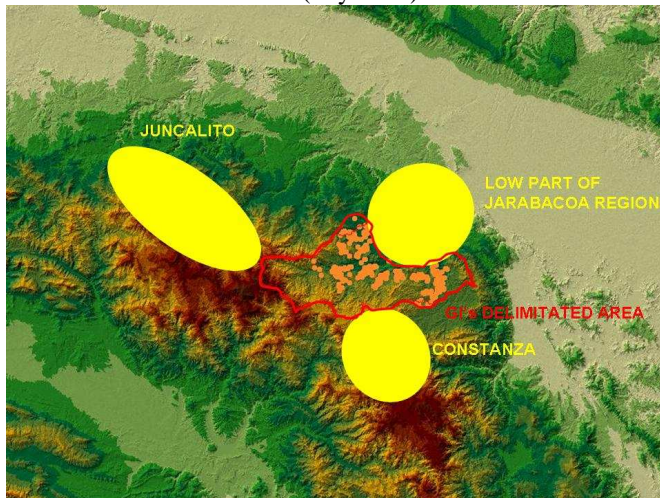 JUNCALITO
LOW PART OF
JARABACOA REGION
GI's DELIMITATED AREA
CONSTANZA